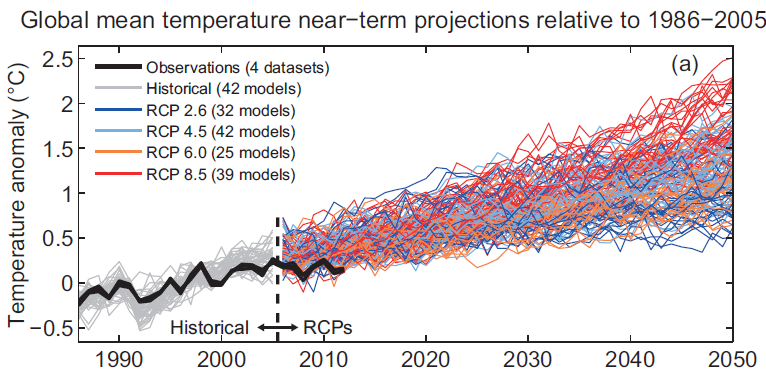 Global mean temperature near−term projections relative to 1986−2005
Temperature anomaly (°C)
2.5
2
1.5
1
0.5
0
−0.5
(a)
Observations (4 datasets)
Historical (42 models)
RCP 2.6 (32 models)
RCP 4.5 (42 models)
RCP 6.0 (25 models)
RCP 8.5 (39 models)
Historical RCPs
1990 2000 2010 2020 2030 2040 2050